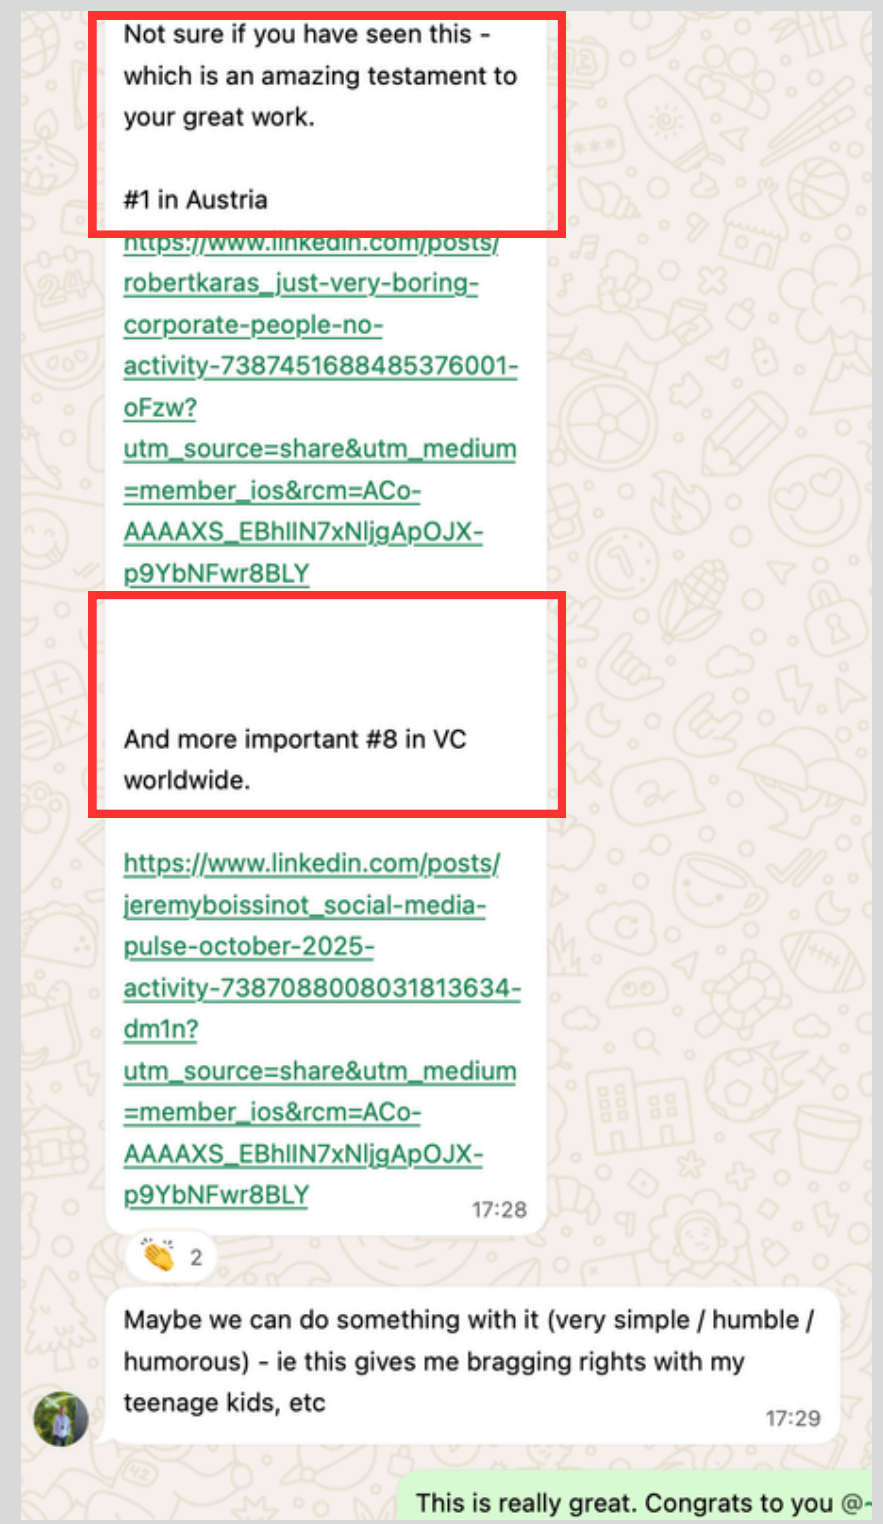 Not sure if you have seen this -
which is an amazing testament to
your great work.
#1 in Austria
https://www.linkedin.com/posts/
robertkaras_just-very-boring-
corporate-people-no-
activity-7387451688485376001-
oFzw?
utm_source=share&utm_medium
=member_ios&rcm=ACo-
AAAAXS_EBhlIN7xNljgApOJX-
p9YbNFwr8BLY
And more important #8 in VC
worldwide.
https://www.linkedin.com/posts/
jeremyboissinot_social-media-
pulse-october-2025-
activity-7387088008031813634-
dm1n?
utm_source=share&utm_medium
=member_ios&rcm=ACo-
AAAAXS_EBhlIN7xNljgApOJX-
p9YbNFwr8BLY
17:28
2
Maybe we can do something with it (very simple / humble /
humorous) - ie this gives me bragging rights with my
teenage kids, etc
17:29
This is really great. Congrats to you @~